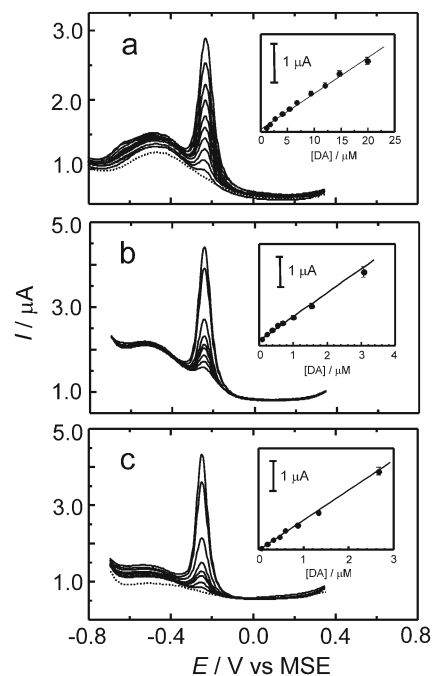 3.0
2.0
1.0
a
1 µA
0 5 10 15 20 25
[DA] / µM
5.0
3.0
1.0
b
1 µA
0 1 2 3 4
[DA] / µM
I / µA
5.0
3.0
1.0
c
1 µA
0 1 2 3
[DA] / µM
-0.8 -0.4 0.0 0.4 0.8
E / V vs MSE